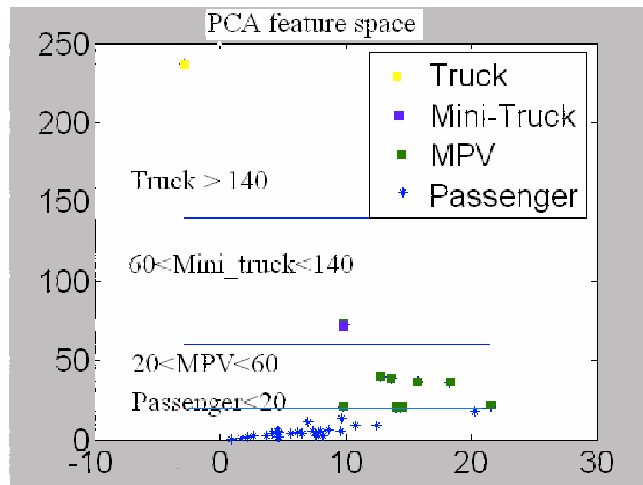 PCA feature space
250
200
150
100
50
0
-10
0
10
20
30
Truck
Mini-Truck
MPV
Passenger
Truck > 140
60<Mini_truck<140
20<MPV<60
Passenger<20